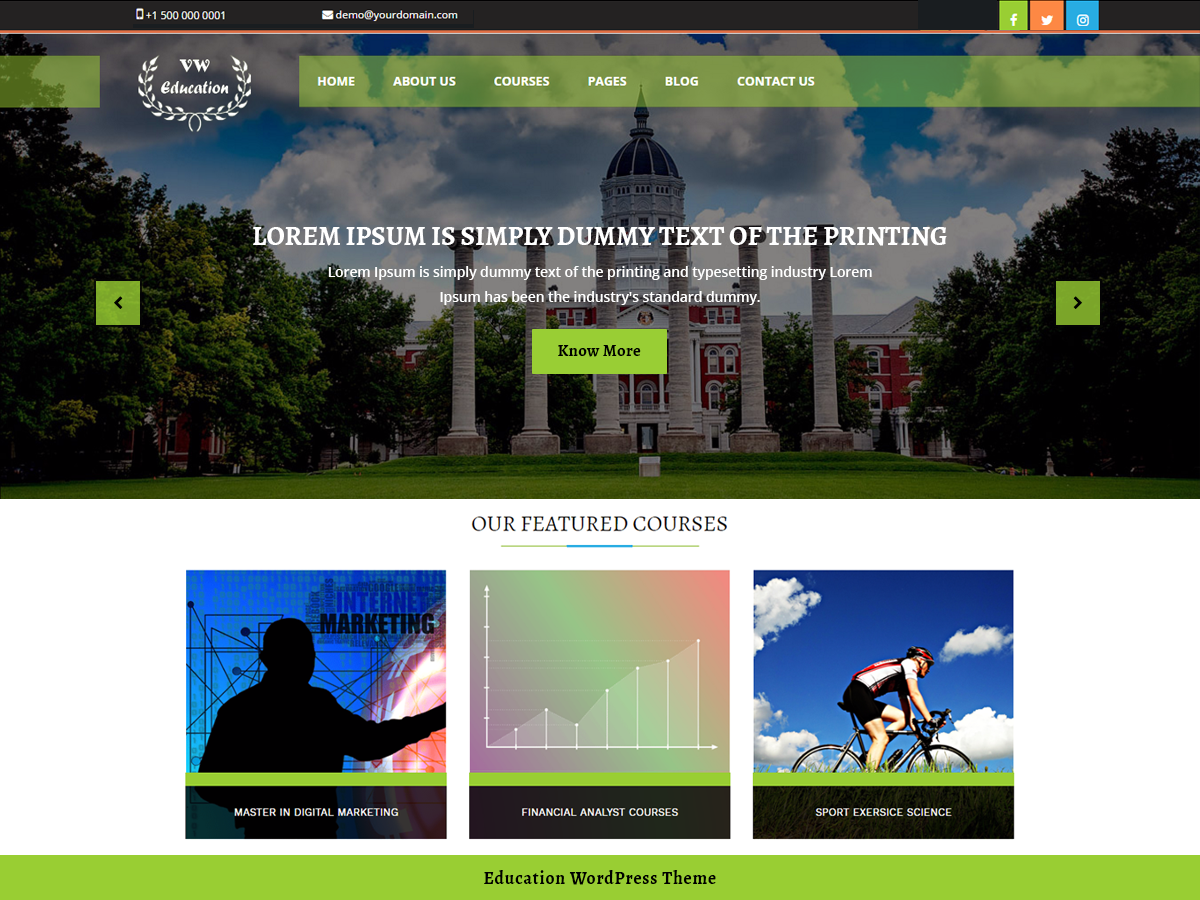 +1 500 000 0001
demo@yourdomain.com
VW
Education
HOME ABOUT US COURSES PAGES BLOG CONTACT US
LOREM IPSUM IS SIMPLY DUMMY TEXT OF THE PRINTING
Lorem Ipsum is simply dummy text of the printing and typesetting industry Lorem
Ipsum has been the industry's standard dummy.
Know More
OUR FEATURED COURSES
INTERNET
MARKETING
MASTER IN DIGITAL MARKETING
FINANCIAL ANALYST COURSES
SPORT EXERSICE SCIENCE
Education WordPress Theme